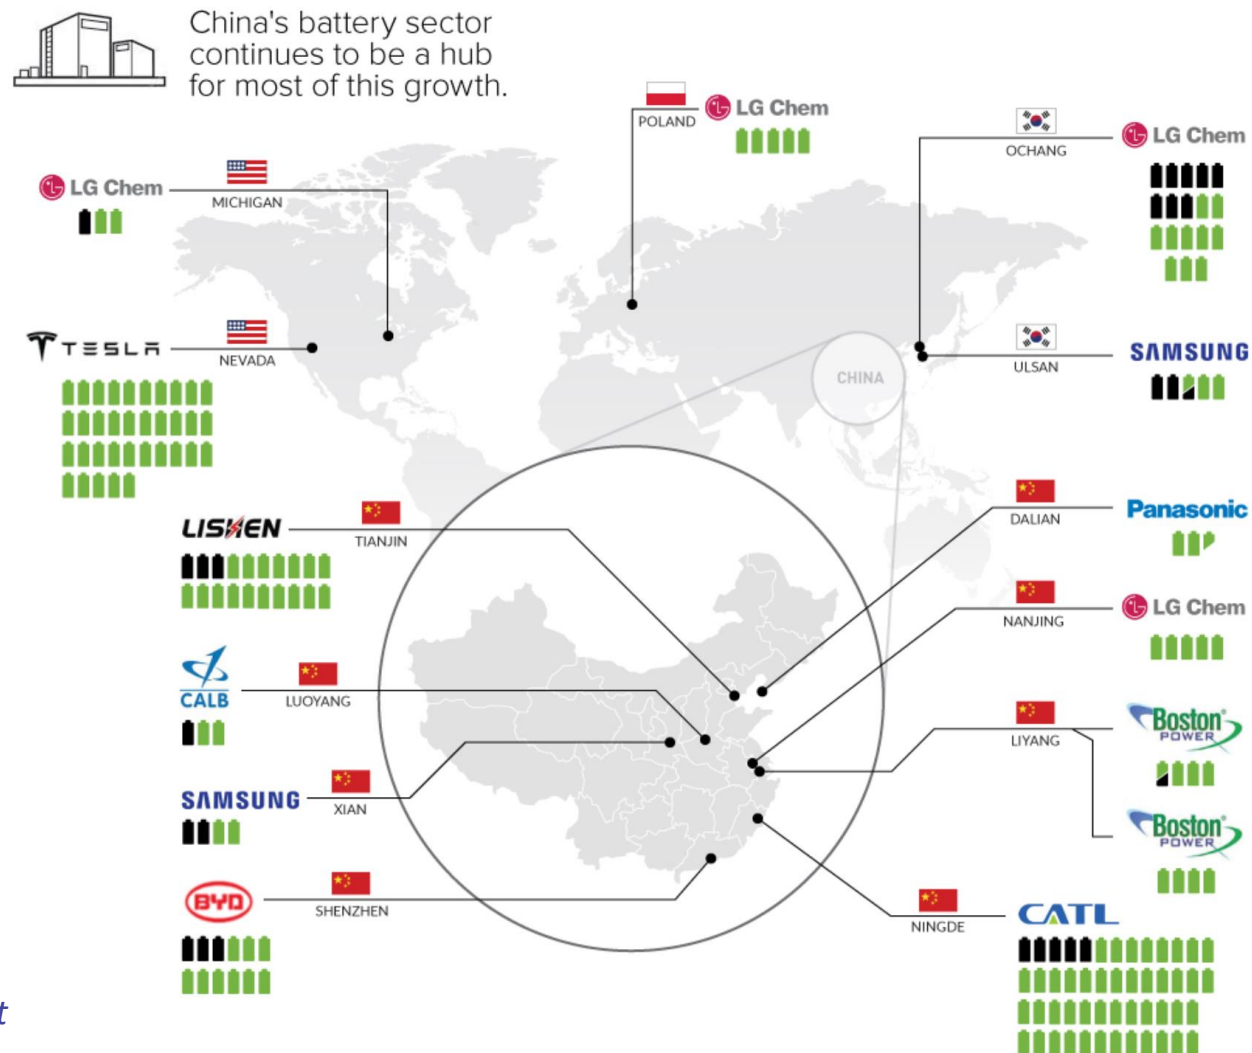 China's battery sector
continues to be a hub
for most of this growth.
POLAND
LG Chem
OCHANG
LG Chem
LG Chem
MICHIGAN
TESLA
NEVADA
ULSAN
SAMSUNG
CHINA
LISHEN
TIANJIN
DALIAN
Panasonic
NANJING
LG Chem
CALB
LUOYANG
LIYANG
Boston®
POWER
SAMSUNG
XIAN
Boston®
POWER
BYD
SHENZHEN
NINGDE
CATL
t